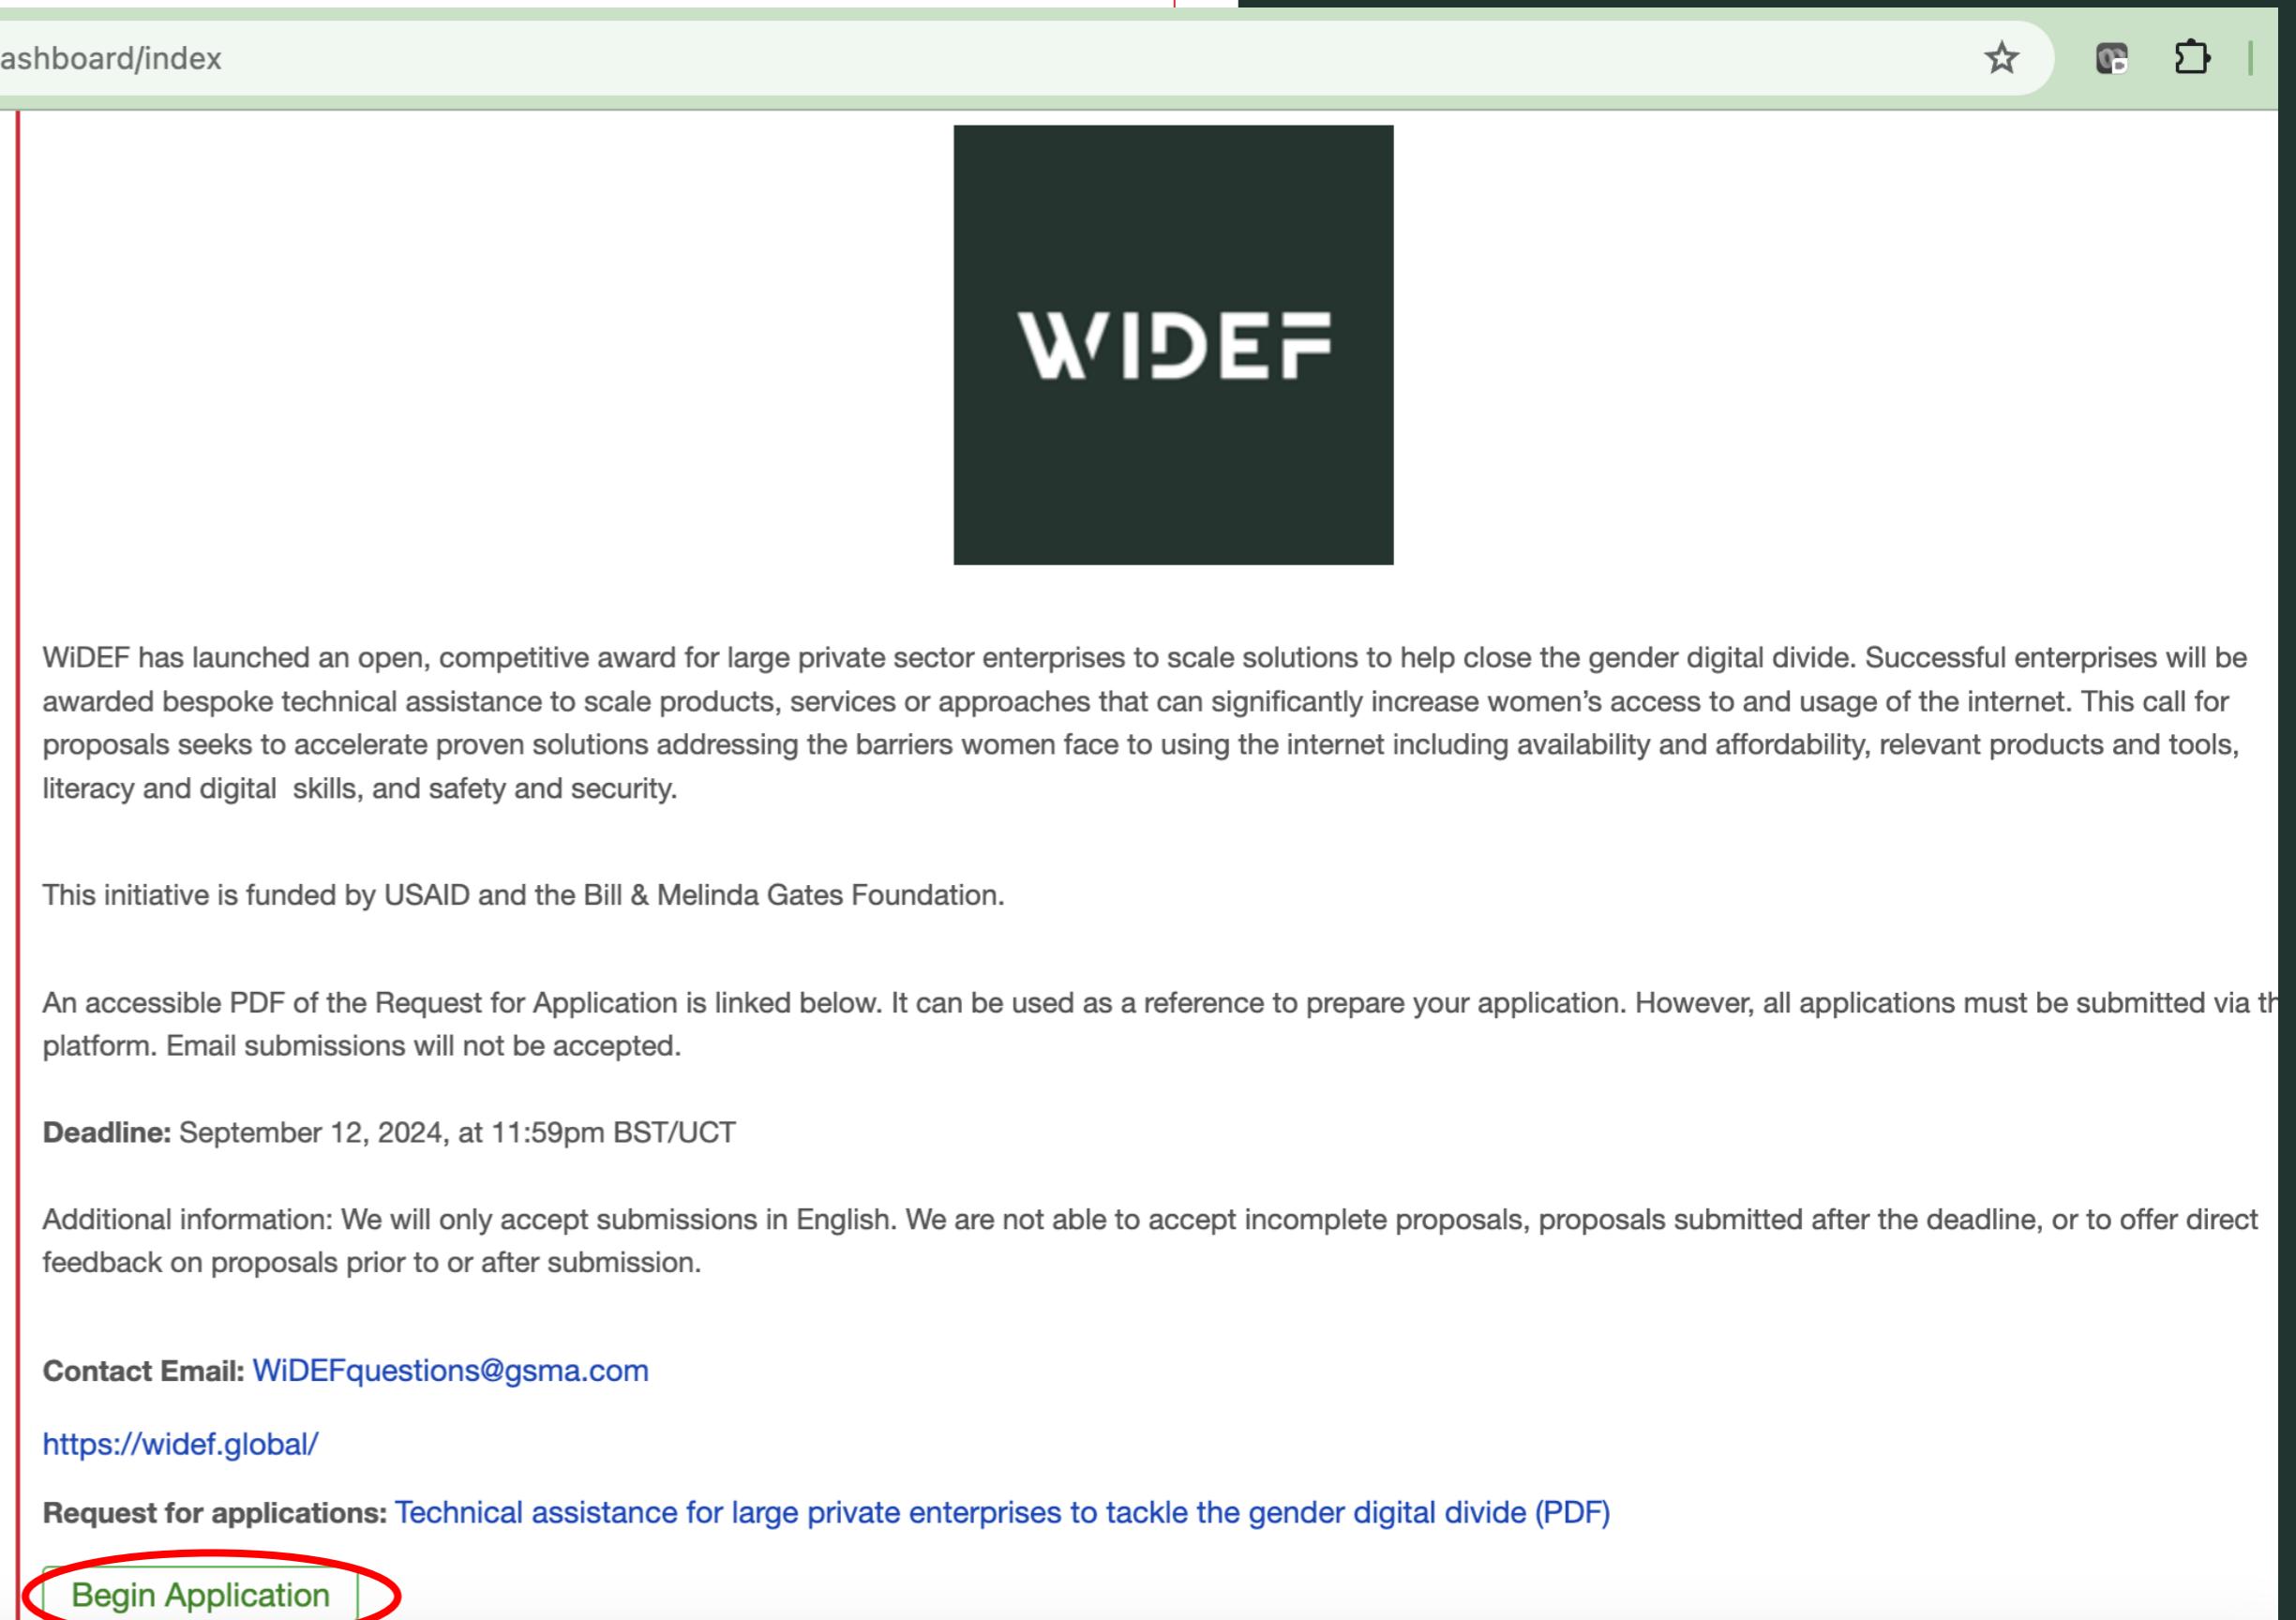 ashboard/index
WIDEF
WiDEF has launched an open, competitive award for large private sector enterprises to scale solutions to help close the gender digital divide. Successful enterprises will be
awarded bespoke technical assistance to scale products, services or approaches that can significantly increase women’s access to and usage of the internet. This call for
proposals seeks to accelerate proven solutions addressing the barriers women face to using the internet including availability and affordability, relevant products and tools,
literacy and digital  skills, and safety and security.
This initiative is funded by USAID and the Bill & Melinda Gates Foundation.
An accessible PDF of the Request for Application is linked below. It can be used as a reference to prepare your application. However, all applications must be submitted via th
platform. Email submissions will not be accepted.
Deadline: September 12, 2024, at 11:59pm BST/UCT
Additional information: We will only accept submissions in English. We are not able to accept incomplete proposals, proposals submitted after the deadline, or to offer direct
feedback on proposals prior to or after submission.
Contact Email: WiDEFquestions@gsma.com
https://widef.global/
Request for applications: Technical assistance for large private enterprises to tackle the gender digital divide (PDF)
Begin Application